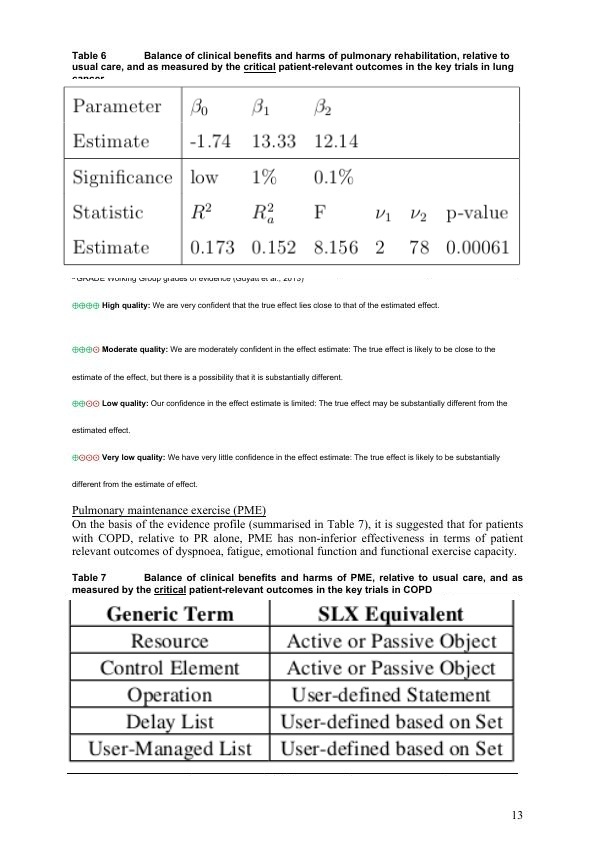 Table 6 Balance of clinical benefits and harms of pulmonary rehabilitation, relative to
usual care, and as measured by the critical patient-relevant outcomes in the key trials in lung
cancer
Parameter β0 β1 β2
Estimate -1.74 13.33 12.14
Significance low 1% 0.1%
Statistic R² R²a F ν1 ν2 p-value
Estimate 0.173 0.152 8.156 2 78 0.00061
GRADE Working Group grades of evidence (Guyatt et al., 2013)
⊕⊕⊕⊕ High quality: We are very confident that the true effect lies close to that of the estimated effect.
⊕⊕⊕⊙ Moderate quality: We are moderately confident in the effect estimate: The true effect is likely to be close to the
estimate of the effect, but there is a possibility that it is substantially different.
⊕⊕⊙⊙ Low quality: Our confidence in the effect estimate is limited: The true effect may be substantially different from the
estimated effect.
⊕⊙⊙⊙ Very low quality: We have very little confidence in the effect estimate: The true effect is likely to be substantially
different from the estimate of effect.
Pulmonary maintenance exercise (PME)
On the basis of the evidence profile (summarised in Table 7), it is suggested that for patients
with COPD, relative to PR alone, PME has non-inferior effectiveness in terms of patient
relevant outcomes of dyspnoea, fatigue, emotional function and functional exercise capacity.
Table 7 Balance of clinical benefits and harms of PME, relative to usual care, and as
measured by the critical patient-relevant outcomes in the key trials in COPD
Generic Term SLX Equivalent
Resource Active or Passive Object
Control Element Active or Passive Object
Operation User-defined Statement
Delay List User-defined based on Set
User-Managed List User-defined based on Set
13